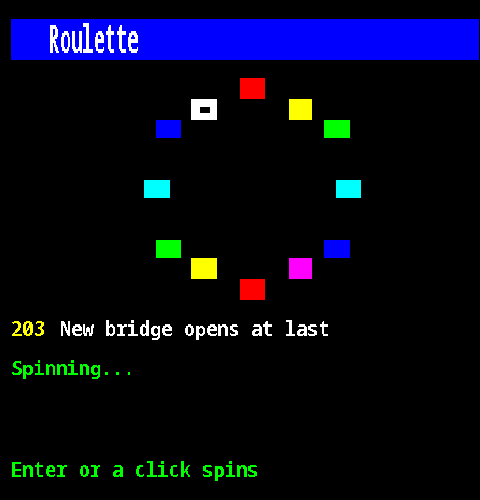 Roulette
203 New bridge opens at last
Spinning...
Enter or a click spins